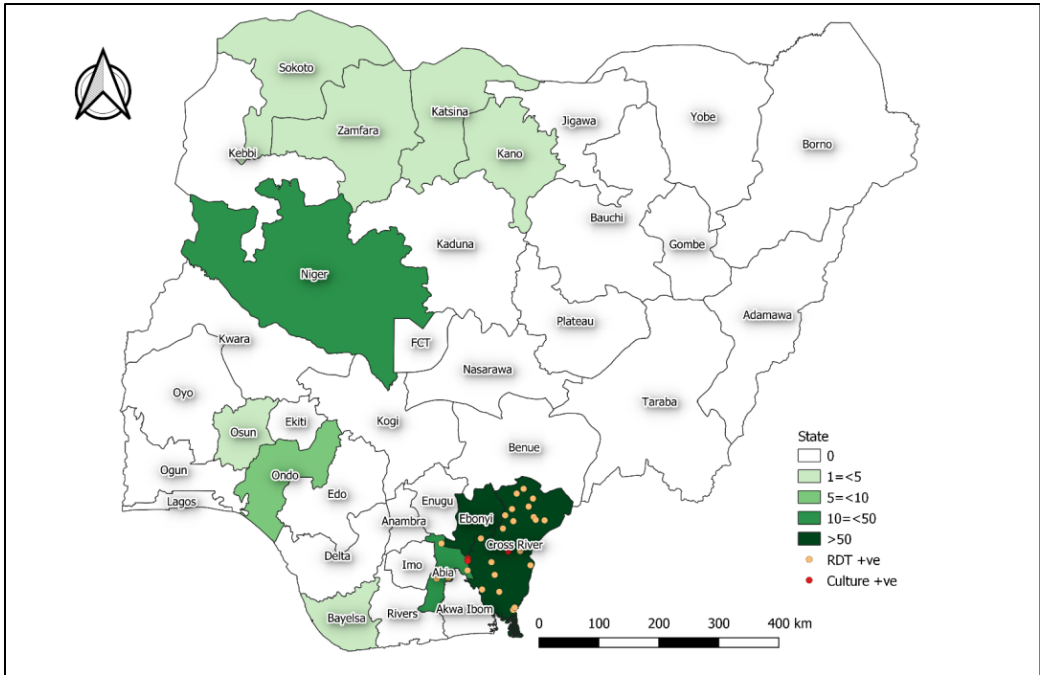 Sokoto
Katsina
Zamfara
Kano
Jigawa
Yobe
Borno
Kebbi
Bauchi
Gombe
Kaduna
Niger
Adamawa
Plateau
FCT
Kwara
Nasarawa
Taraba
Oyo
Kogi
Ekiti
Osun
Benue
Ogun
Ondo
Edo
Enugu
Lagos
Anambra
Ebonyi
Cross River
Delta
Imo
Abia
Bayelsa
Rivers
Akwa Ibom
State
0
1=<5
5=<10
10=<50
>50
RDT +ve
Culture +ve
0 100 200 300 400 km